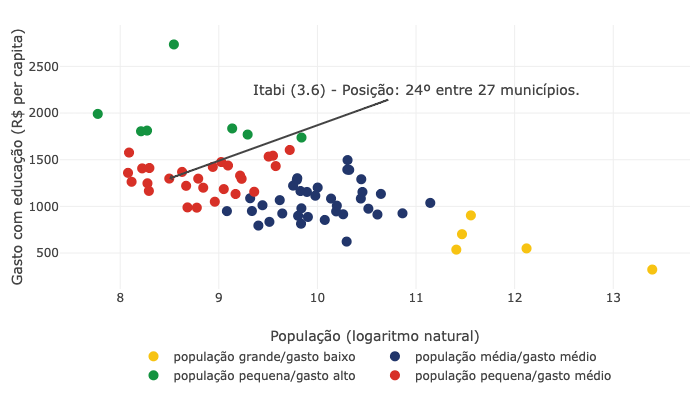 Gasto com educação (R$ per capita)
2500
2000
1500
1000
500
Itabi (3.6) - Posição: 24º entre 27 municípios.
8 9 10 11 12 13
População (logaritmo natural)
população grande/gasto baixo população média/gasto médio
população pequena/gasto alto população pequena/gasto médio